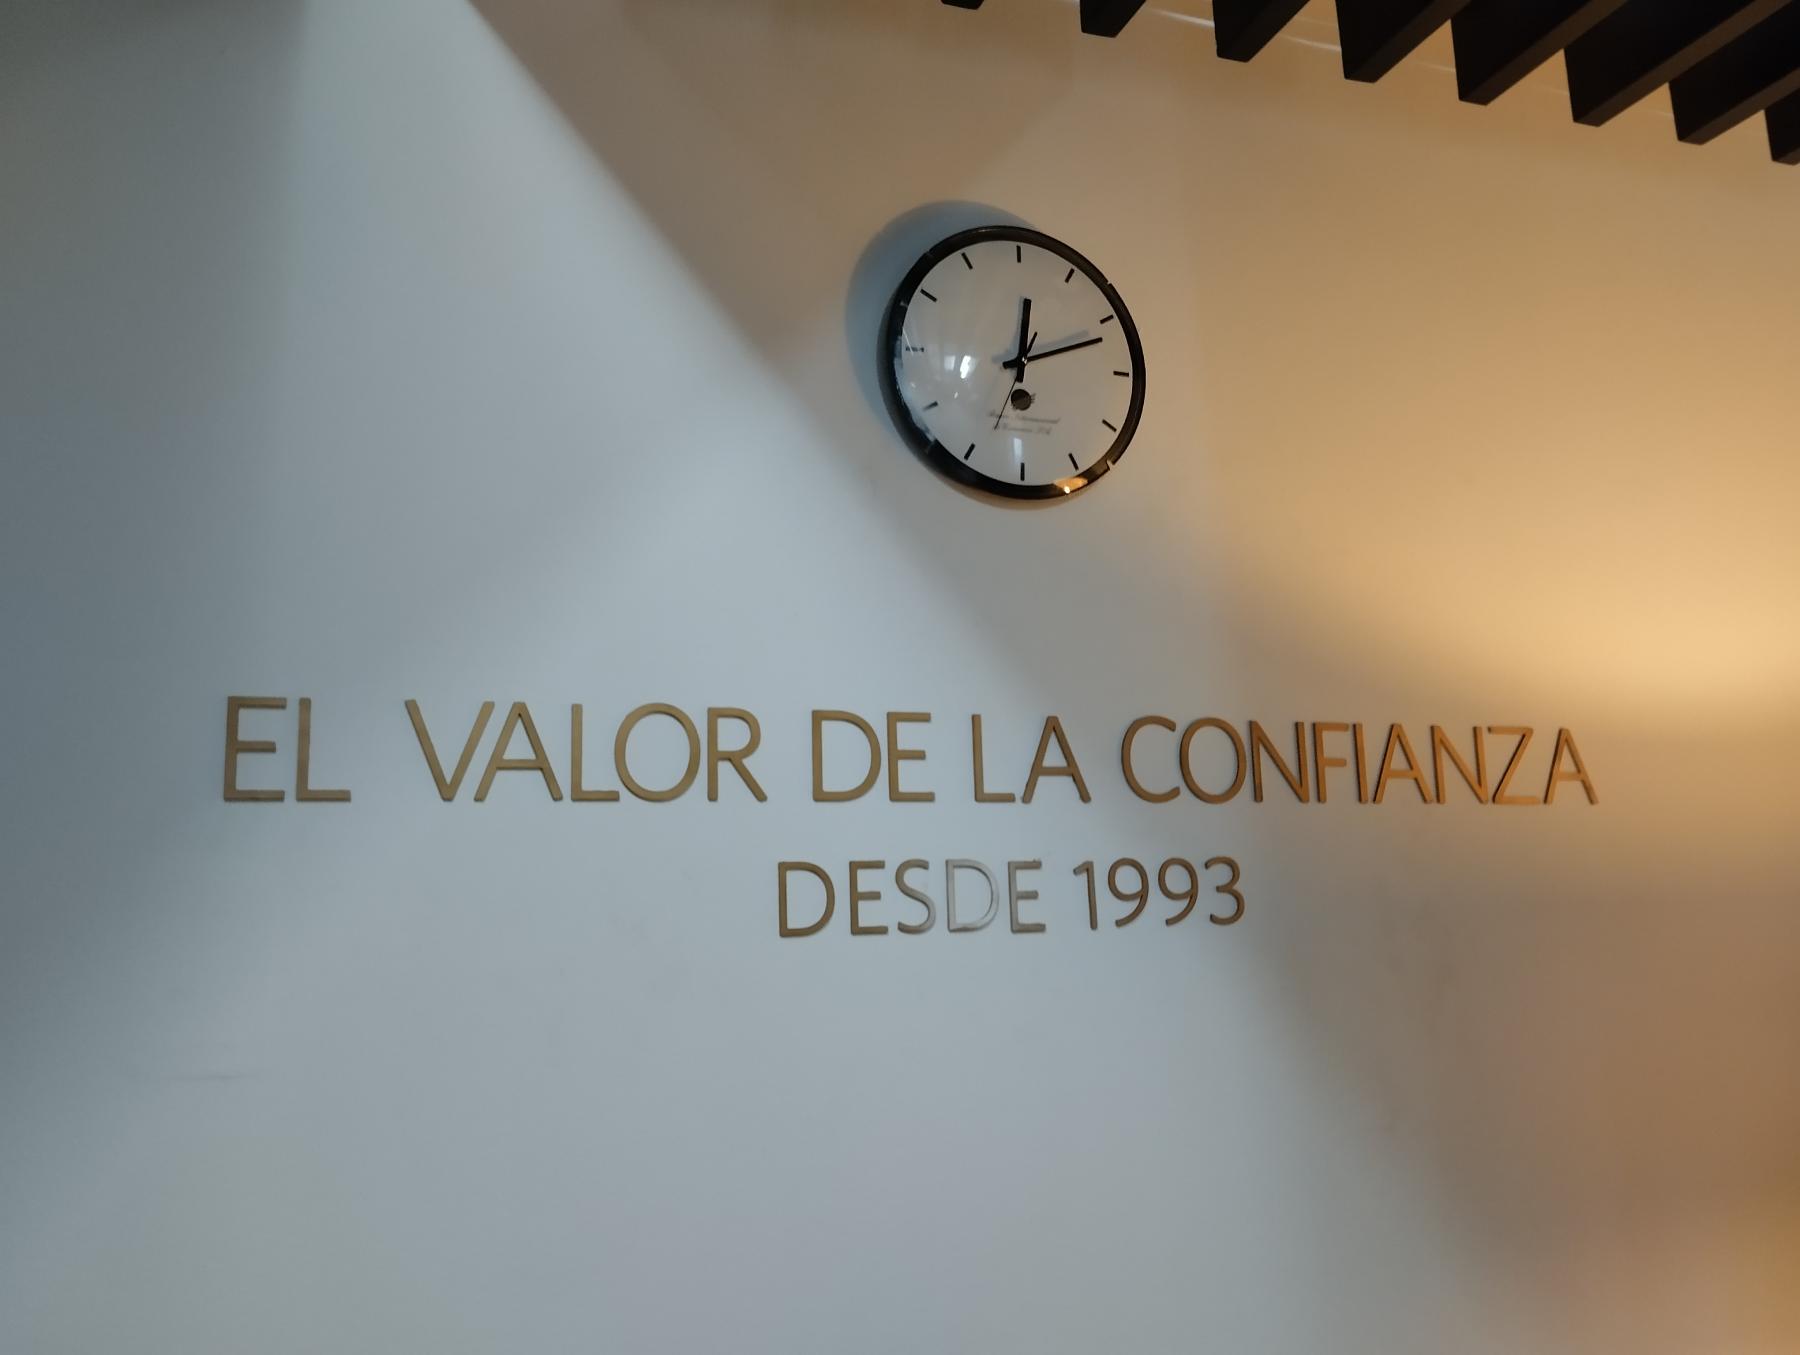 EL VALOR DE LA CONFIANZA
DESDE 1993